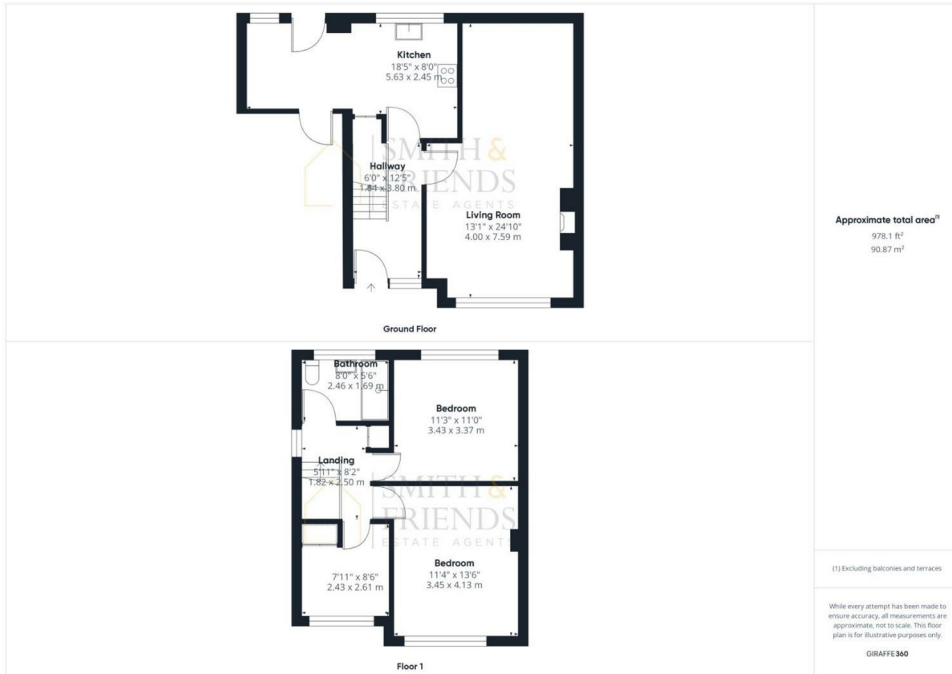 Kitchen
18'5" x 8'0"
5.63 x 2.45 m
SMITH &
FRIENDS
ESTATE AGENTS
Hallway
6'0" x 12'5"
1.84 x 3.80 m
Living Room
13'1" x 24'10"
4.00 x 7.59 m
Ground Floor
Bathroom
8'0" x 5'6"
2.46 x 1.69 m
Bedroom
11'3" x 11'0"
3.43 x 3.37 m
Landing
5'11" x 8'2"
1.82 x 2.50 m
SMITH &
FRIENDS
ESTATE AGENTS
7'11" x 8'6"
2.43 x 2.61 m
Bedroom
11'4" x 13'6"
3.45 x 4.13 m
Floor 1
Approximate total area(1)
978.1 ft²
90.87 m²
(1) Excluding balconies and terraces
While every attempt has been made to
ensure accuracy, all measurements are
approximate, not to scale. This floor
plan is for illustrative purposes only.
GIRAFFE360